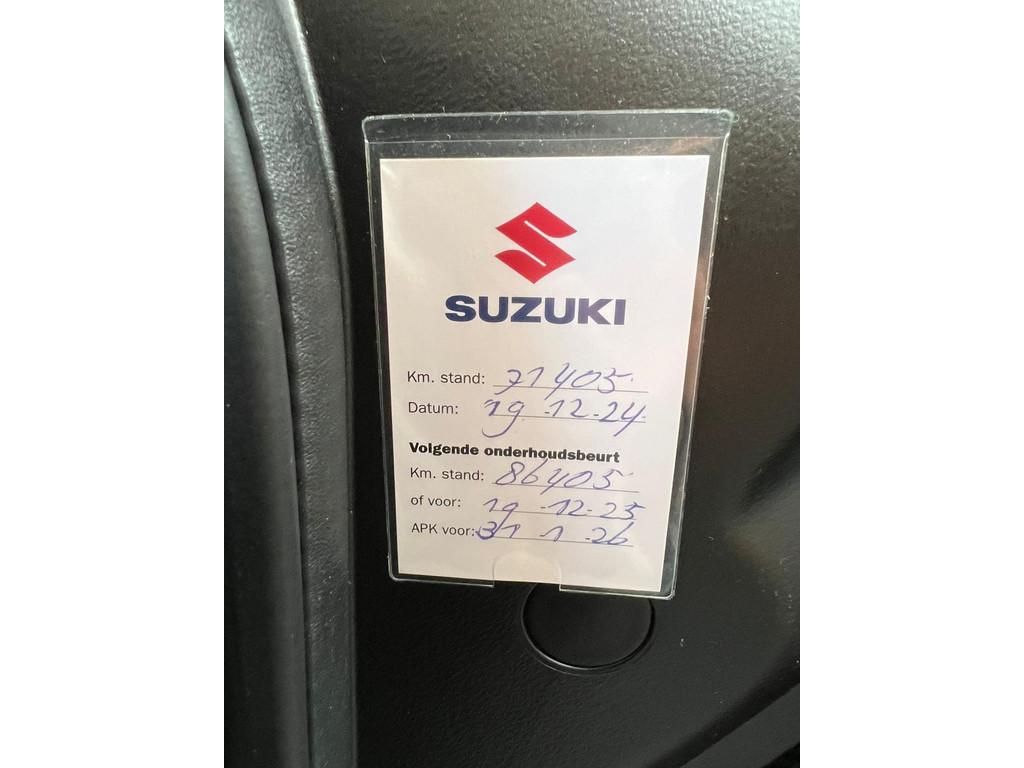 SUZUKI
Km. stand: 71405
Datum: 19-12-24
Volgende onderhoudsbeurt
Km. stand: 86405
of voor: 19-12-25
APK voor: 31-1-26